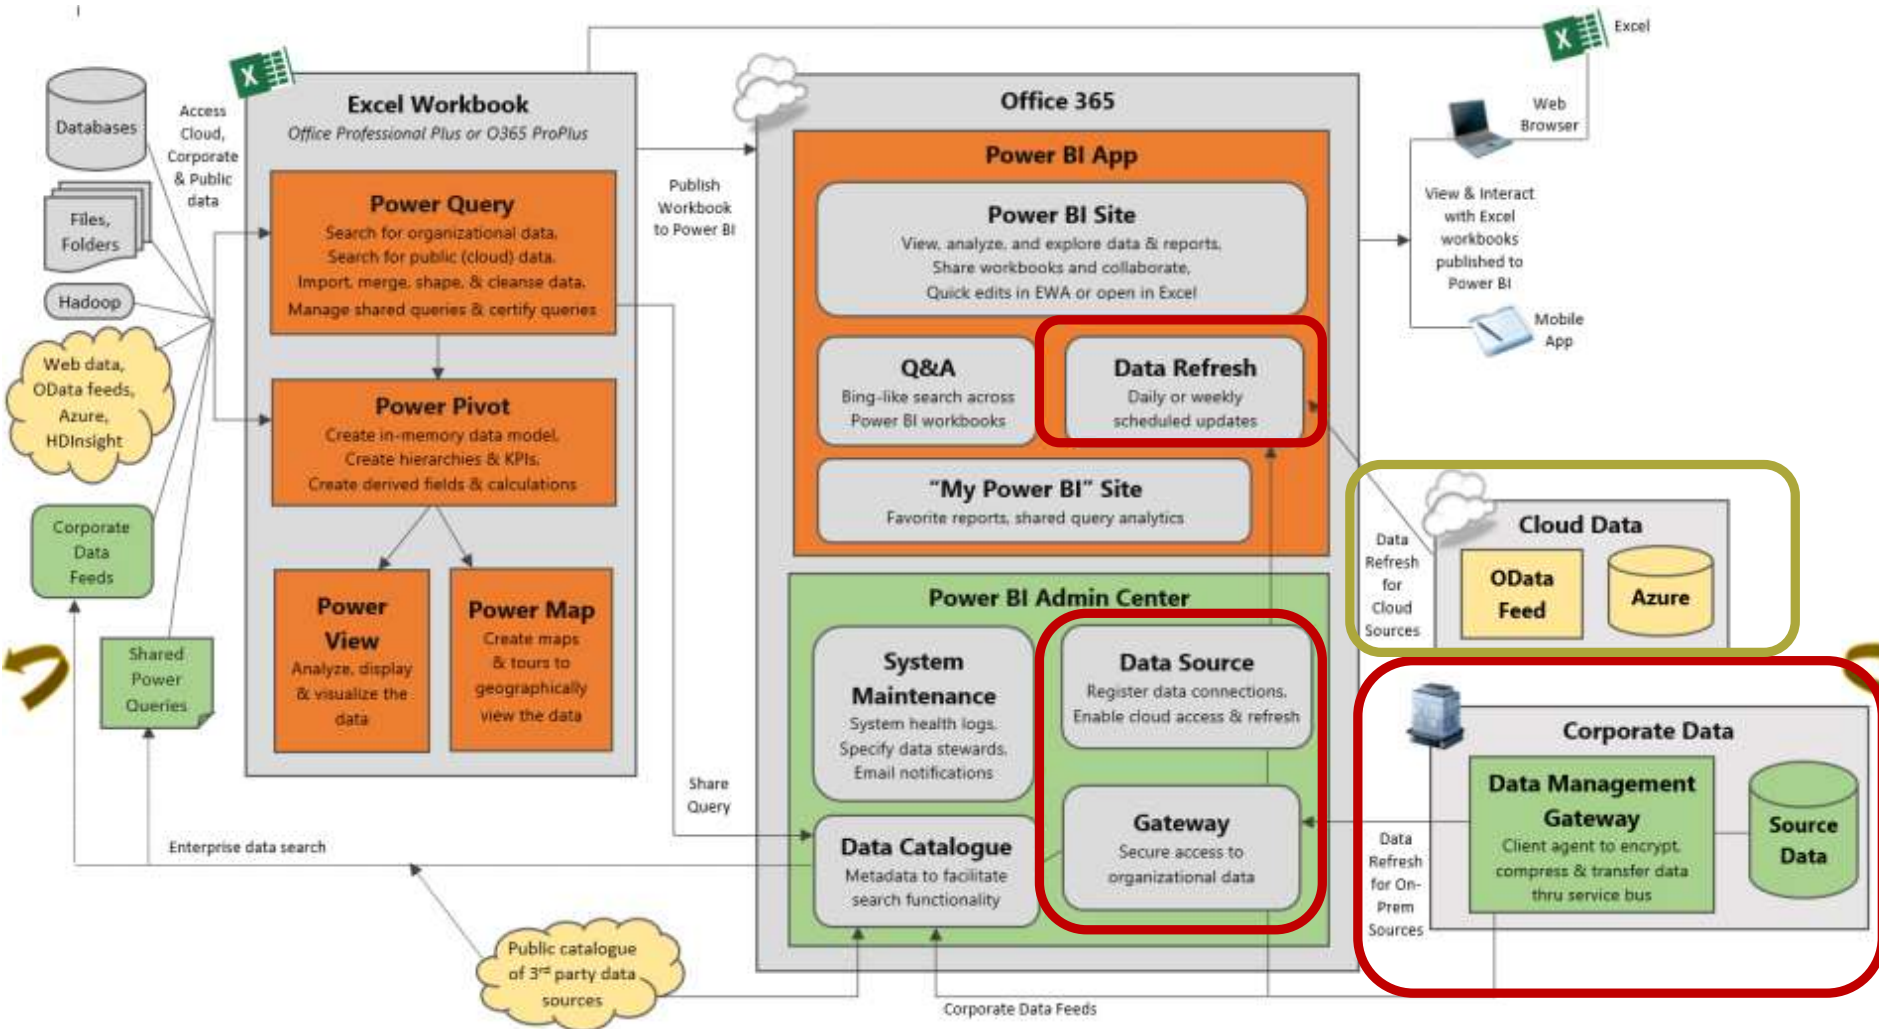 Databases
Files,
Folders
Hadoop
Web data,
OData feeds,
Azure,
HDInsight
Corporate
Data
Feeds
Shared
Power
Queries
Access
Cloud,
Corporate
& Public
data
Excel Workbook
Office Professional Plus or O365 ProPlus
Power Query
Search for organizational data,
Search for public (cloud) data,
Import, merge, shape, & cleanse data,
Manage shared queries & certify queries
Power Pivot
Create in-memory data model,
Create hierarchies & KPIs,
Create derived fields & calculations
Power
View
Analyze, display
& visualize the
data
Power Map
Create maps
& tours to
geographically
view the data
Publish
Workbook
to Power BI
Share
Query
Enterprise data search
Public catalogue
of 3rd party data
sources
Office 365
Power BI App
Power BI Site
View, analyze, and explore data & reports,
Share workbooks and collaborate,
Quick edits in EWA or open in Excel
Q&A
Bing-like search across
Power BI workbooks
Data Refresh
Daily or weekly
scheduled updates
"My Power BI" Site
Favorite reports, shared query analytics
Power BI Admin Center
System
Maintenance
System health logs,
Specify data stewards,
Email notifications
Data Source
Register data connections,
Enable cloud access & refresh
Data Catalogue
Metadata to facilitate
search functionality
Gateway
Secure access to
organizational data
Corporate Data Feeds
Excel
Web
Browser
View & Interact
with Excel
workbooks
published to
Power BI
Mobile
App
Data
Refresh
for
Cloud
Sources
Cloud Data
OData
Feed
Azure
Data
Refresh
for On-
Prem
Sources
Corporate Data
Data Management
Gateway
Client agent to encrypt,
compress & transfer data
thru service bus
Source
Data